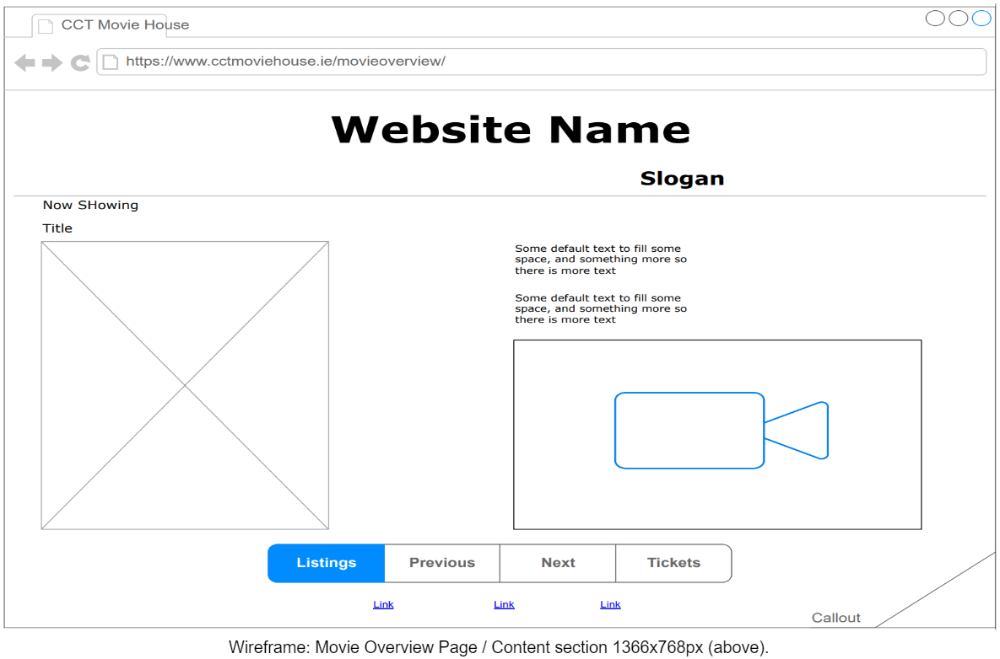 CCT Movie House
https://www.cctmoviehouse.ie/movieoverview/
Website Name
Slogan
Now SHowing
Title
Some default text to fill some
space, and something more so
there is more text
Some default text to fill some
space, and something more so
there is more text
Listings Previous Next Tickets
Link Link Link
Callout
Wireframe: Movie Overview Page / Content section 1366x768px (above).